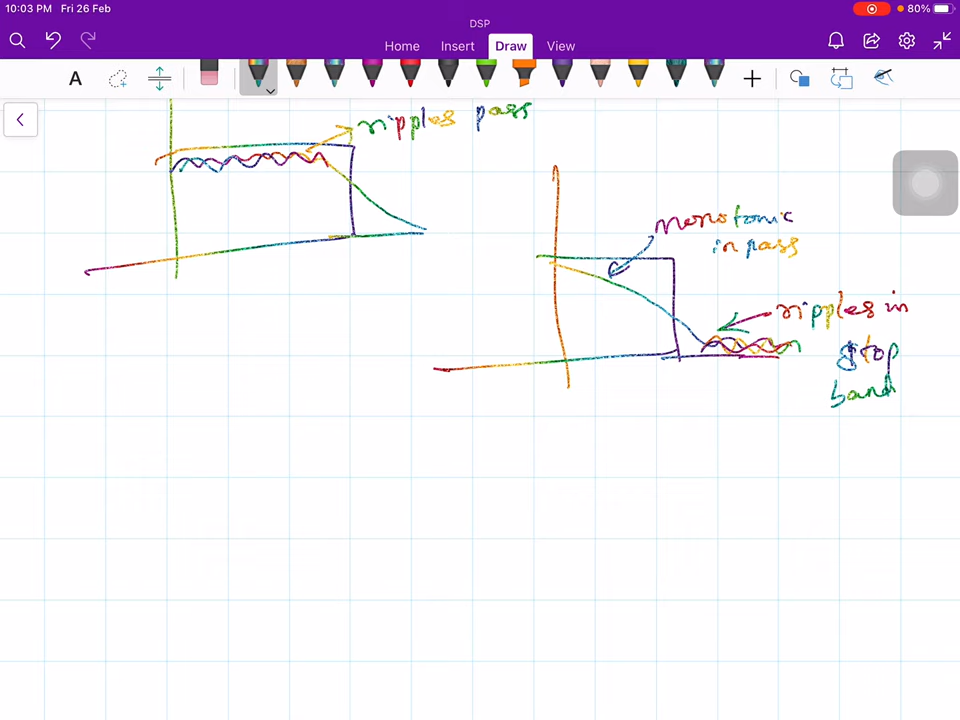 10:03 PM Fri 26 Feb
80%
DSP
Home Insert Draw View
A
ripples pass
monotonic
in pass
ripples in
stop
band